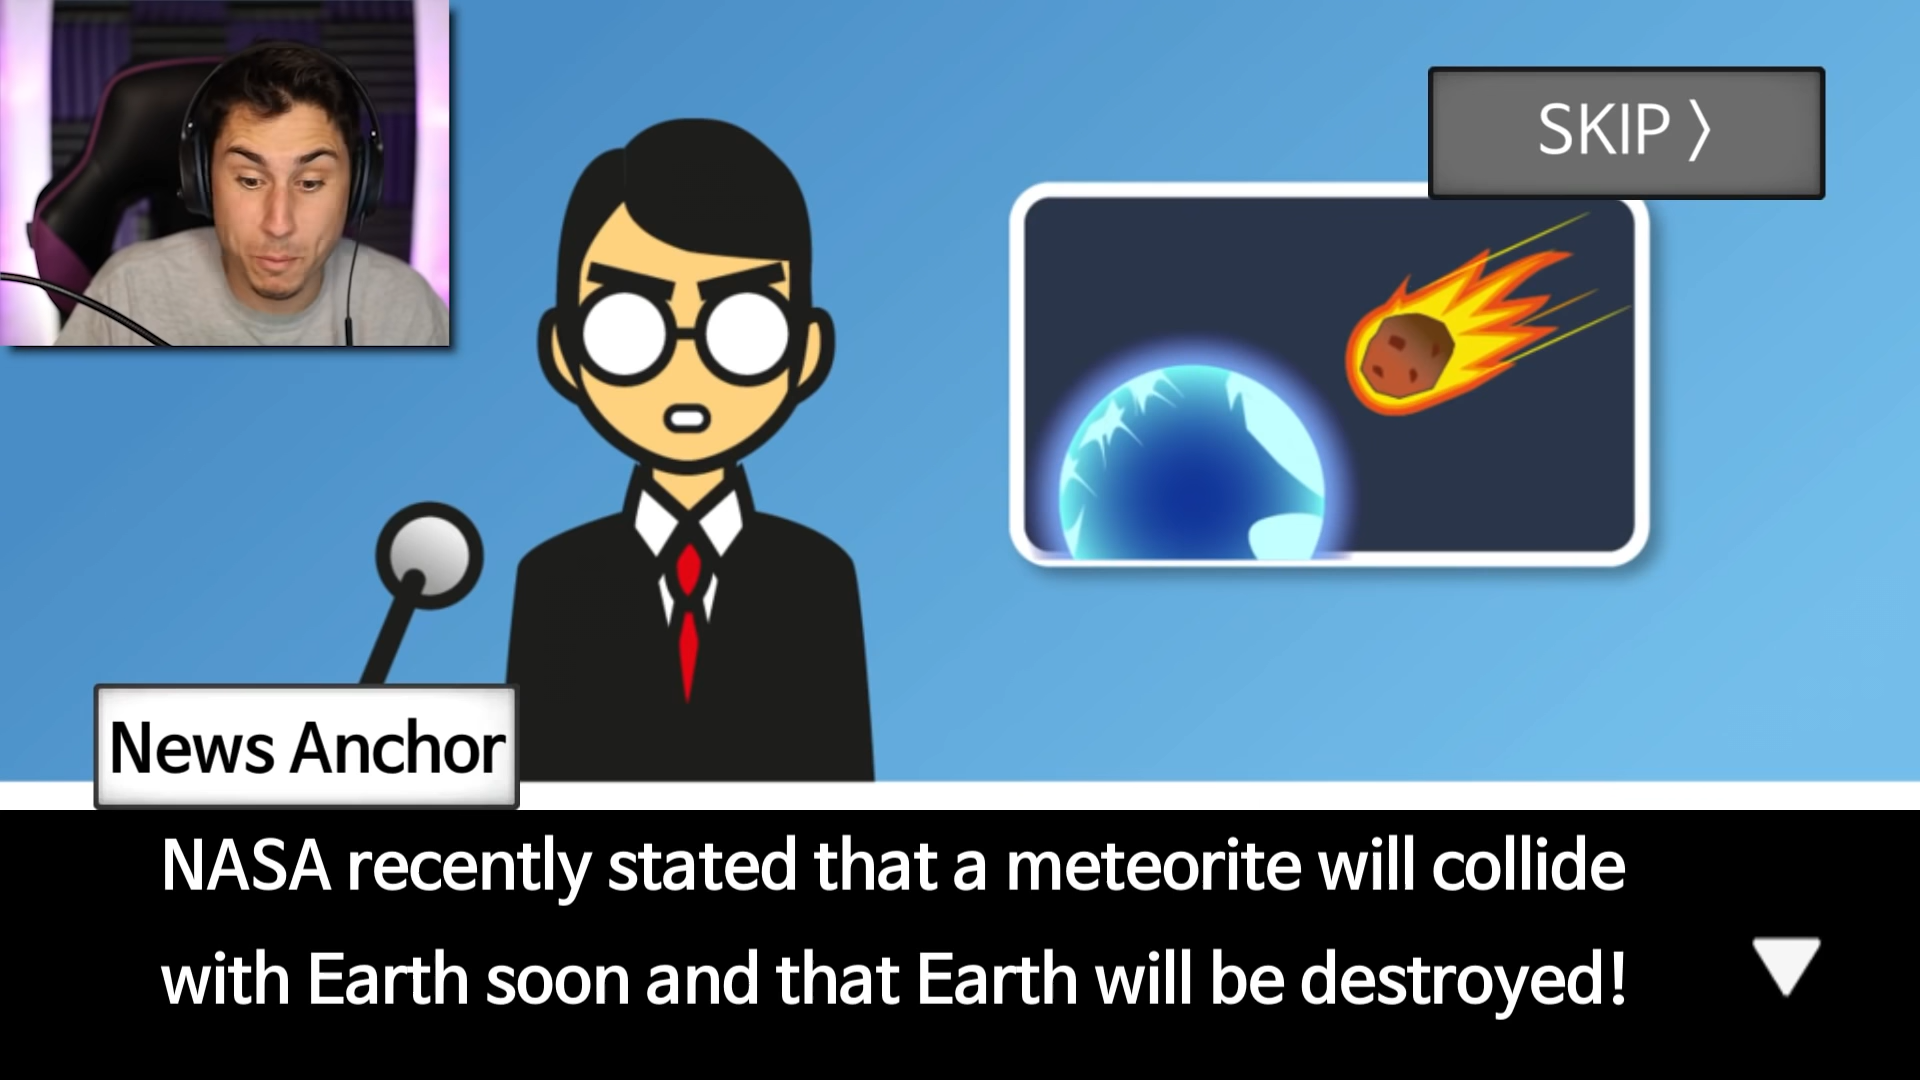 SKIP 〉
News Anchor
NASA recently stated that a meteorite will collide
with Earth soon and that Earth will be destroyed!